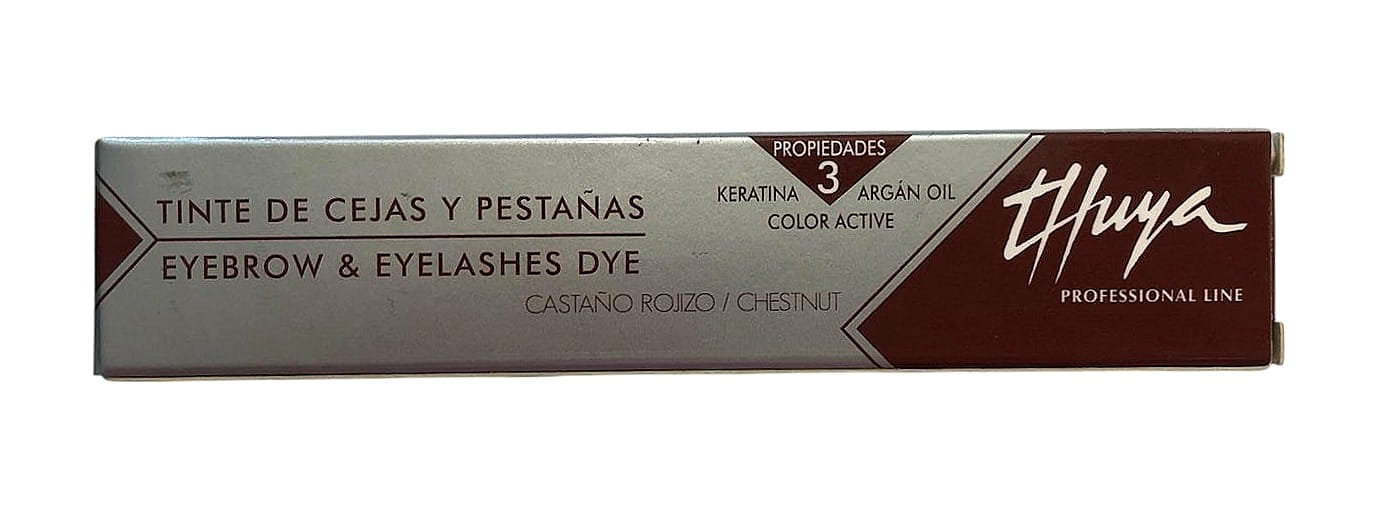 TINTE DE CEJAS Y PESTAÑAS
EYEBROW & EYELASHES DYE
CASTAÑO ROJIZO / CHESTNUT
PROPIEDADES
3
KERATINA ARGÁN OIL
COLOR ACTIVE
tHuya
PROFESSIONAL LINE